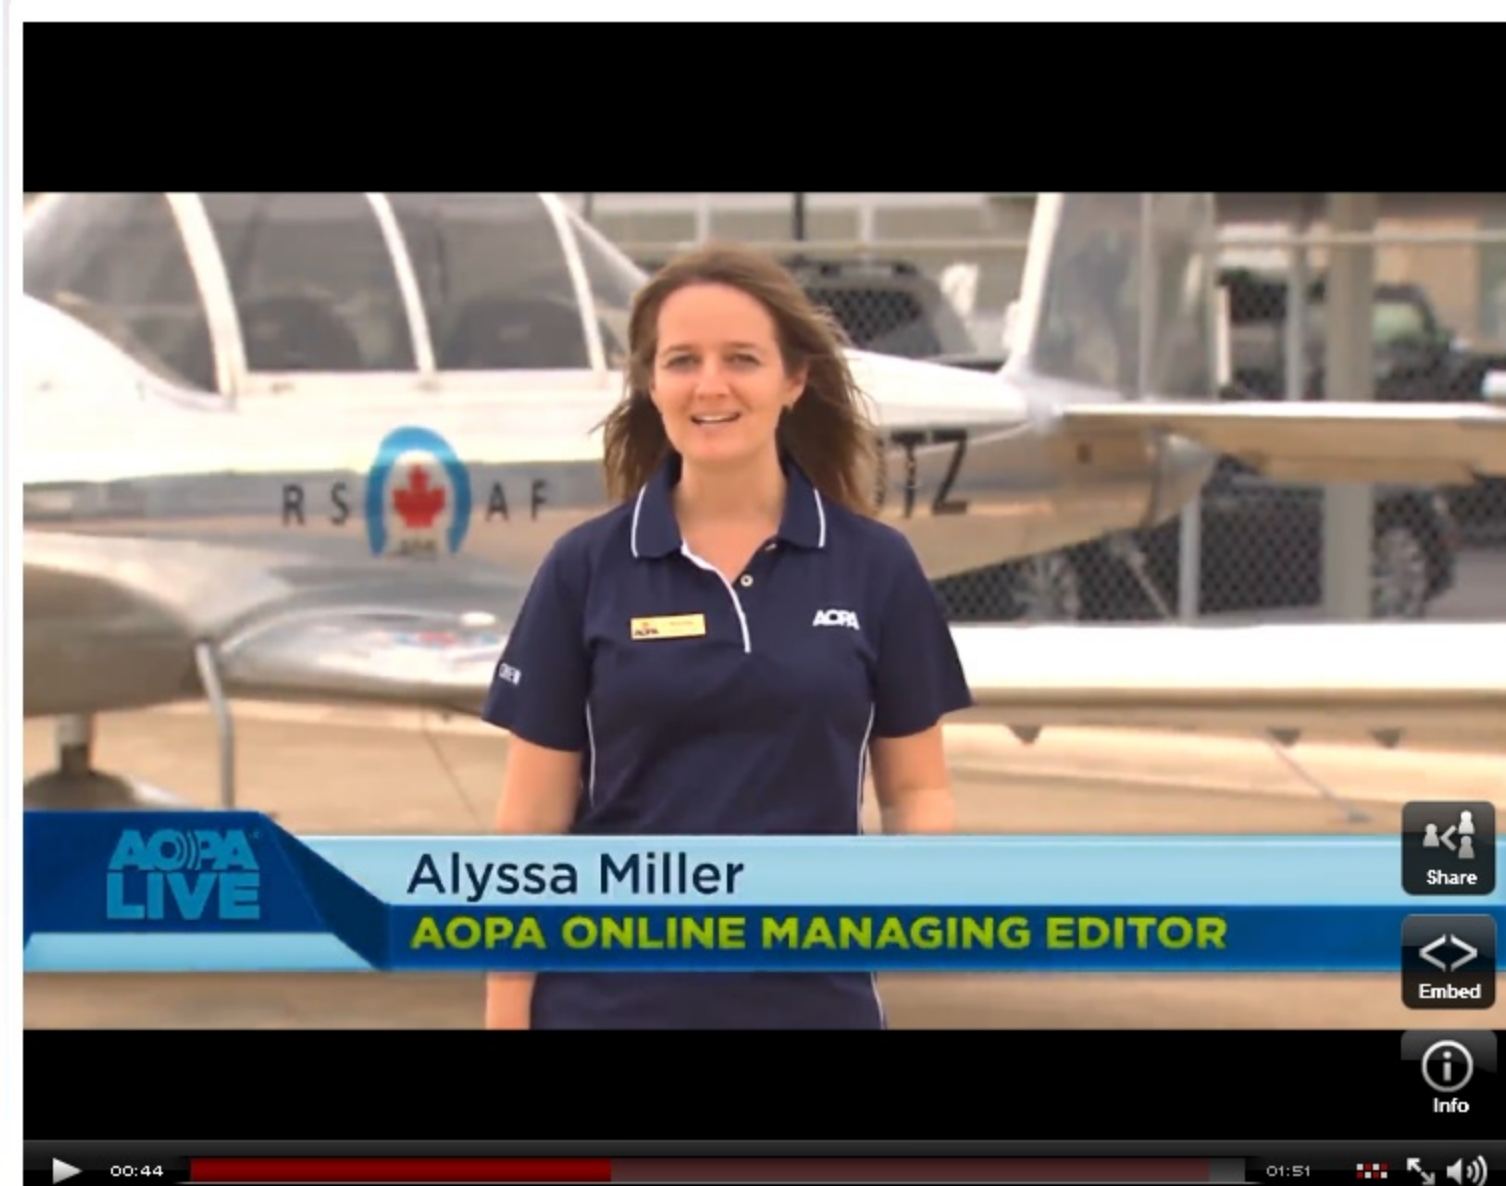 RS AF
TZ
AOPA
CREW
AOPA
LIVE
Alyssa Miller
AOPA ONLINE MANAGING EDITOR
Share
Embed
Info
00:44
01:51